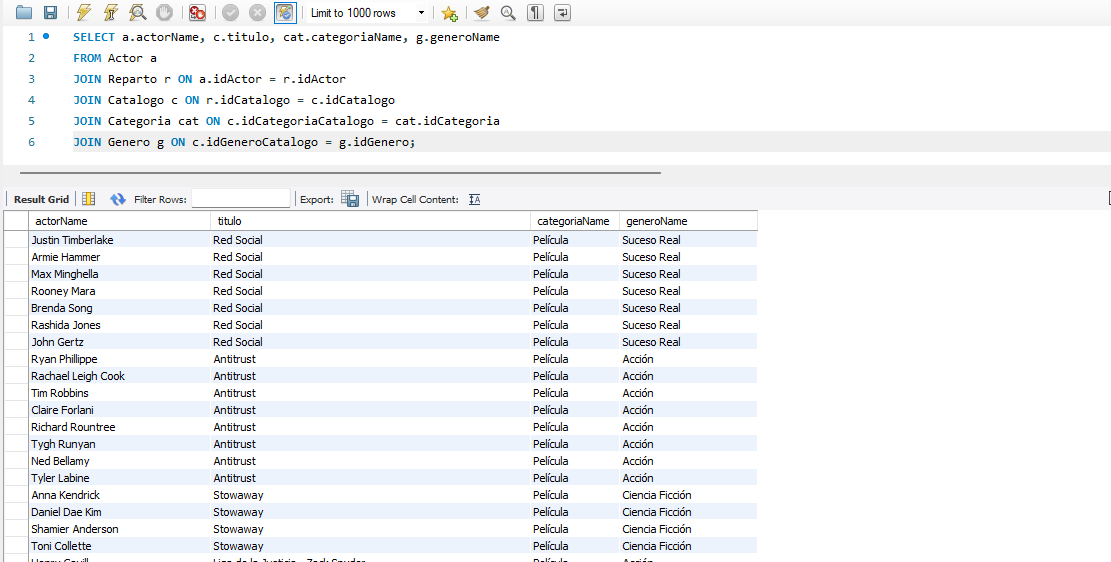 Limit to 1000 rows
1 SELECT a.actorName, c.titulo, cat.categoriaName, g.generoName
2 FROM Actor a
3 JOIN Reparto r ON a.idActor = r.idActor
4 JOIN Catalogo c ON r.idCatalogo = c.idCatalogo
5 JOIN Categoria cat ON c.idCategoriaCatalogo = cat.idCategoria
6 JOIN Genero g ON c.idGeneroCatalogo = g.idGenero;
Result Grid Filter Rows: Export: Wrap Cell Content: IA
actorName titulo categoriaName generoName
Justin Timberlake Red Social Película Suceso Real
Armie Hammer Red Social Película Suceso Real
Max Minghella Red Social Película Suceso Real
Rooney Mara Red Social Película Suceso Real
Brenda Song Red Social Película Suceso Real
Rashida Jones Red Social Película Suceso Real
John Gertz Red Social Película Suceso Real
Ryan Phillippe Antitrust Película Acción
Rachael Leigh Cook Antitrust Película Acción
Tim Robbins Antitrust Película Acción
Claire Forlani Antitrust Película Acción
Richard Rountree Antitrust Película Acción
Tygh Runyan Antitrust Película Acción
Ned Bellamy Antitrust Película Acción
Tyler Labine Antitrust Película Acción
Anna Kendrick Stowaway Película Ciencia Ficción
Daniel Dae Kim Stowaway Película Ciencia Ficción
Shamier Anderson Stowaway Película Ciencia Ficción
Toni Collette Stowaway Película Ciencia Ficción